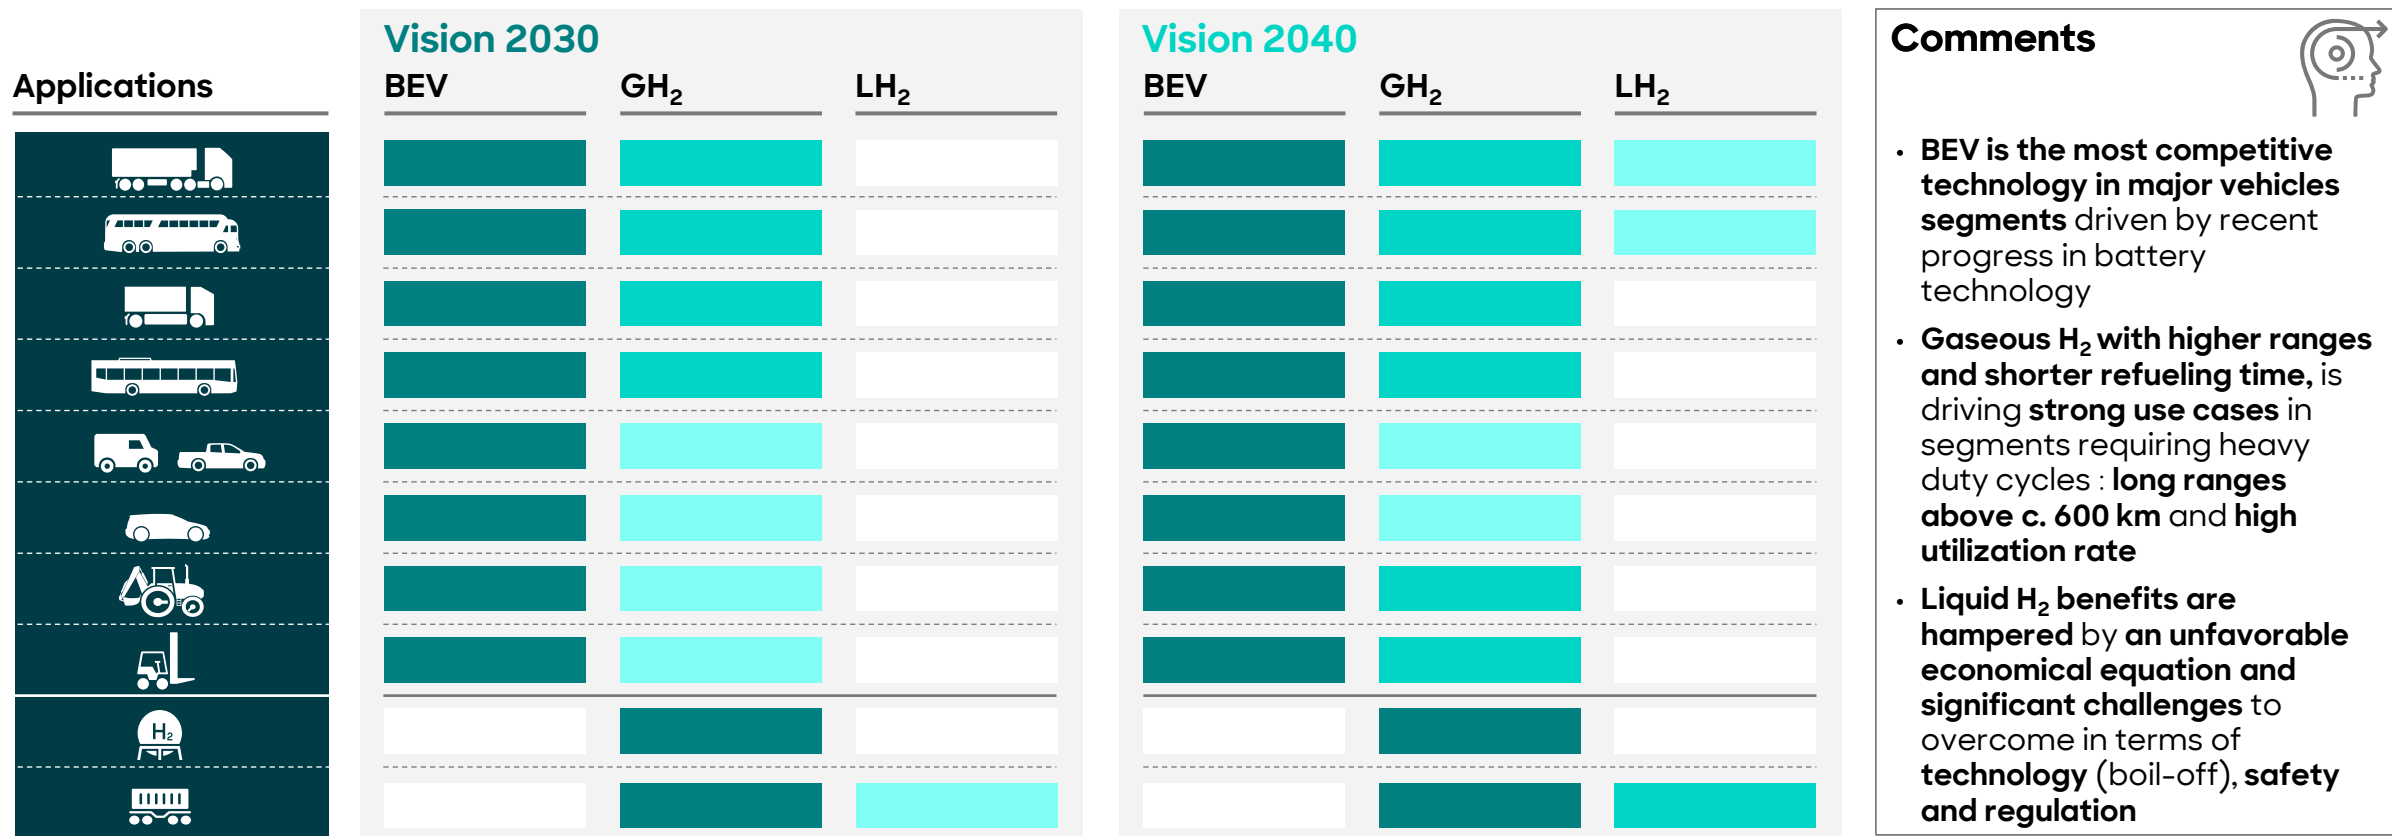 Vision 2030
Vision 2040
Comments
Applications
BEV
GH₂
LH₂
BEV
GH₂
LH₂
• BEV is the most competitive
technology in major vehicles
segments driven by recent
progress in battery
technology
• Gaseous H₂ with higher ranges
and shorter refueling time, is
driving strong use cases in
segments requiring heavy
duty cycles : long ranges
above c. 600 km and high
utilization rate
• Liquid H₂ benefits are
hampered by an unfavorable
economical equation and
significant challenges to
overcome in terms of
technology (boil-off), safety
and regulation
H₂